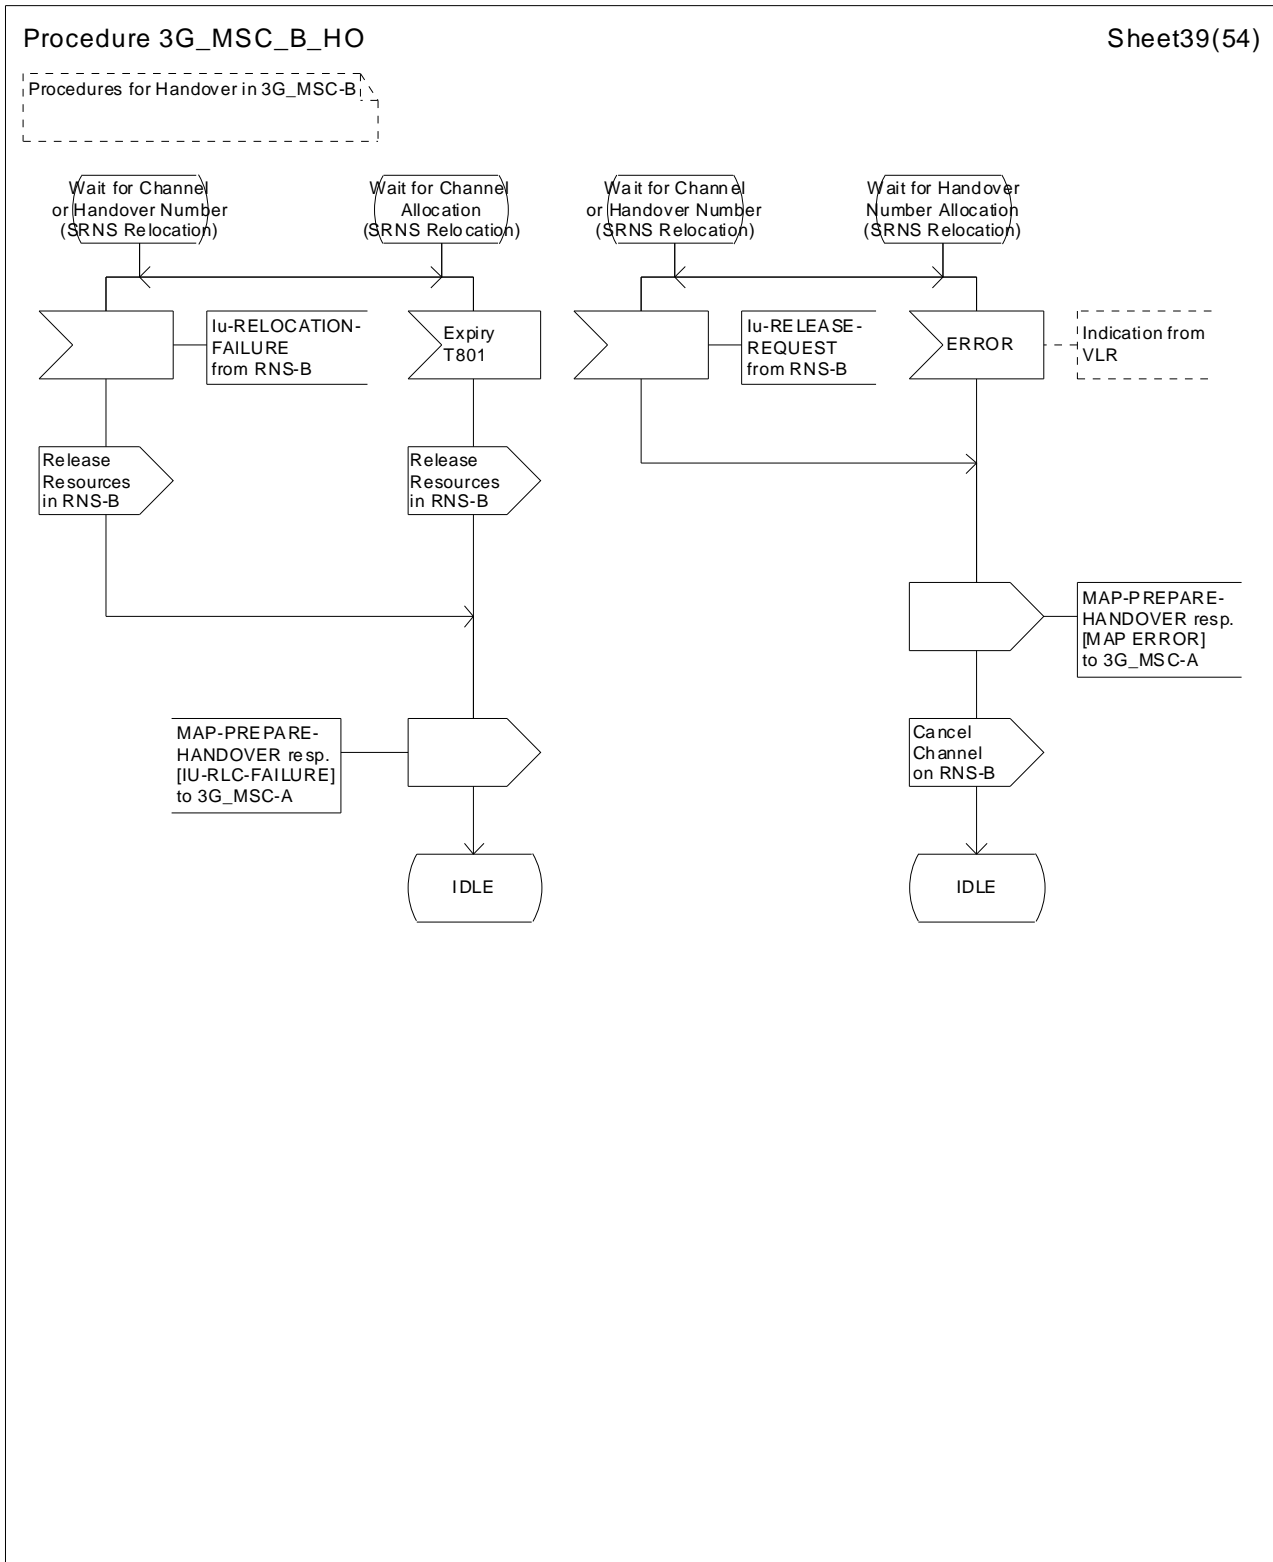 Procedure 3G_MSC_B_HO
Sheet39(54)
Procedures for Handover in 3G_MSC-B
Wait for Channel
or Handover Number
(SRNS Relocation)
Wait for Channel
Allocation
(SRNS Relocation)
Wait for Channel
or Handover Number
(SRNS Relocation)
Wait for Handover
Number Allocation
(SRNS Relocation)
Iu-RELOCATION-
FAILURE
from RNS-B
Expiry
T801
Iu-RELEASE-
REQUEST
from RNS-B
ERROR
Indication from
VLR
Release
Resources
in RNS-B
Release
Resources
in RNS-B
MAP-PREPARE-
HANDOVER resp.
[MAP ERROR]
to 3G_MSC-A
MAP-PREPARE-
HANDOVER resp.
[IU-RLC-FAILURE]
to 3G_MSC-A
Cancel
Channel
on RNS-B
IDLE
IDLE